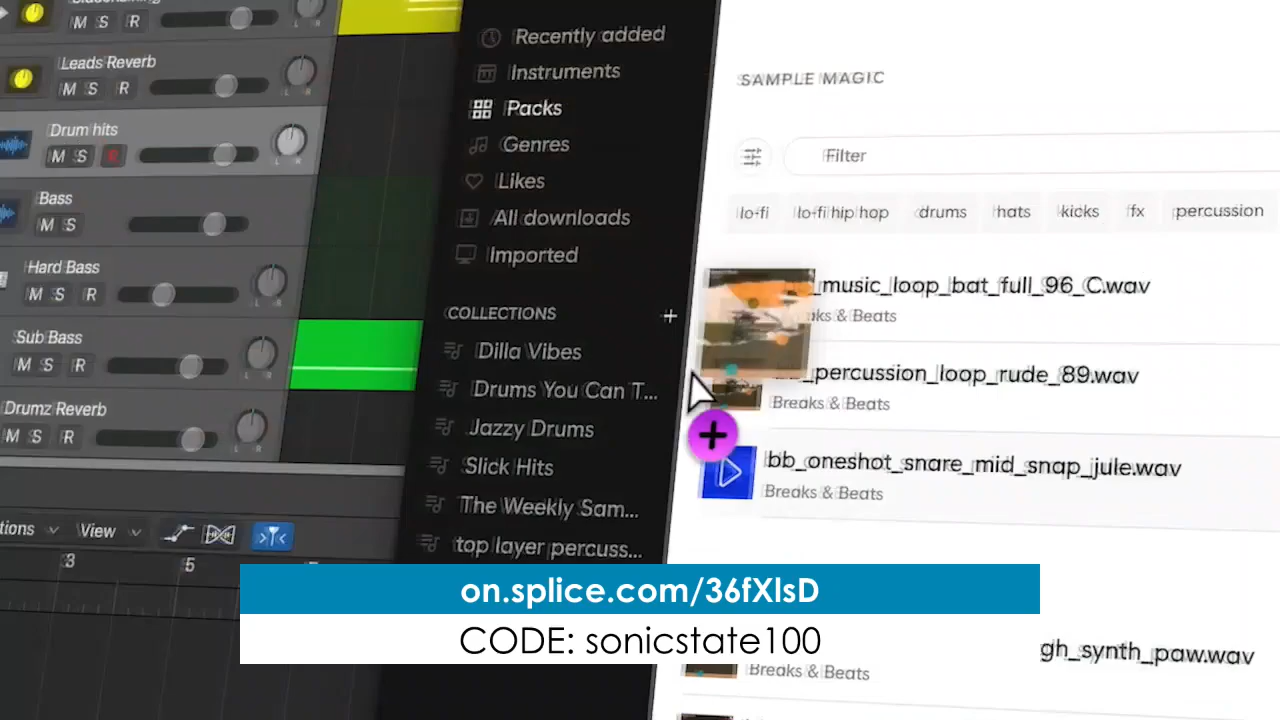 M S R
L R
Leads Reverb
M S R
L R
Drum hits
M S R
L R
Bass
M S
Hard Bass
M S R
L R
Sub Bass
M S R
L R
Drumz Reverb
M S R
L R
View
3
5
Recently added
Instruments
Packs
Genres
Likes
All downloads
Imported
COLLECTIONS
Dilla Vibes
Drums You Can T...
Jazzy Drums
Slick Hits
The Weekly Sam...
top layer percuss...
SAMPLE MAGIC
Filter
lo-fi lo-fi hip hop drums hats kicks fx percussion
_music_loop_bat_full_96_C.wav
Breaks & Beats
_percussion_loop_rude_89.wav
Breaks & Beats
bb_oneshot_snare_mid_snap_jule.wav
Breaks & Beats
gh_synth_paw.wav
Breaks & Beats
on.splice.com/36fXlsD
CODE: sonicstate100